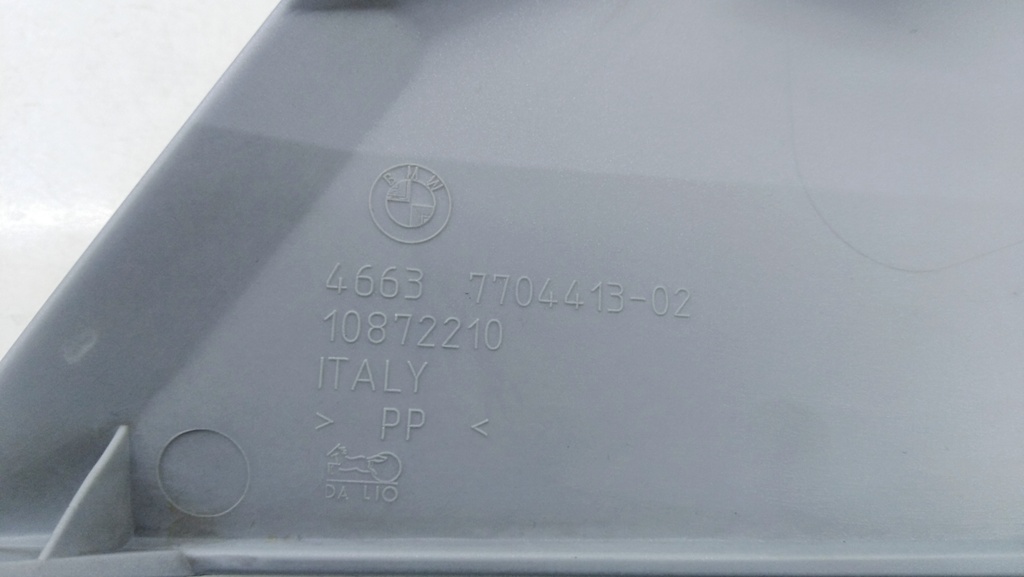 BMW
4663 7704413-02
10872210
ITALY
> PP <
DA LIO